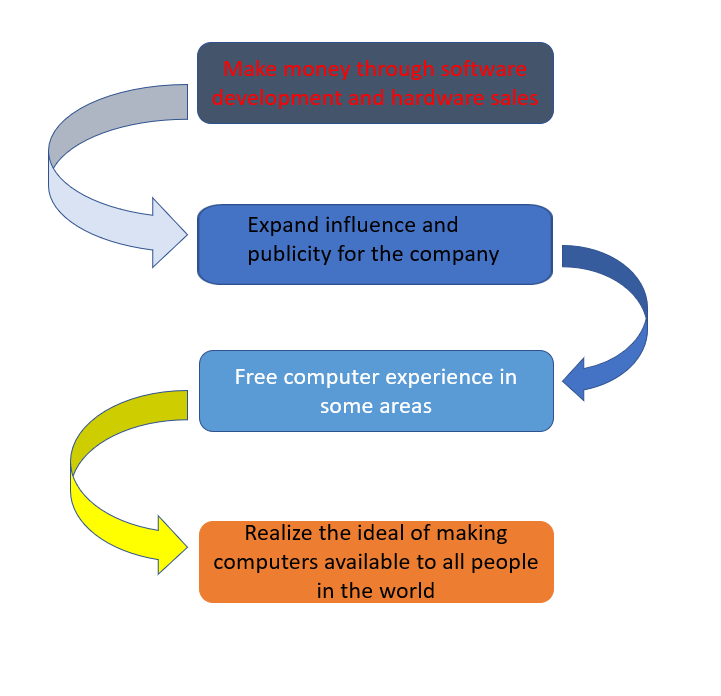 Make money through software
development and hardware sales
Expand influence and
publicity for the company
Free computer experience in
some areas
Realize the ideal of making
computers available to all people
in the world